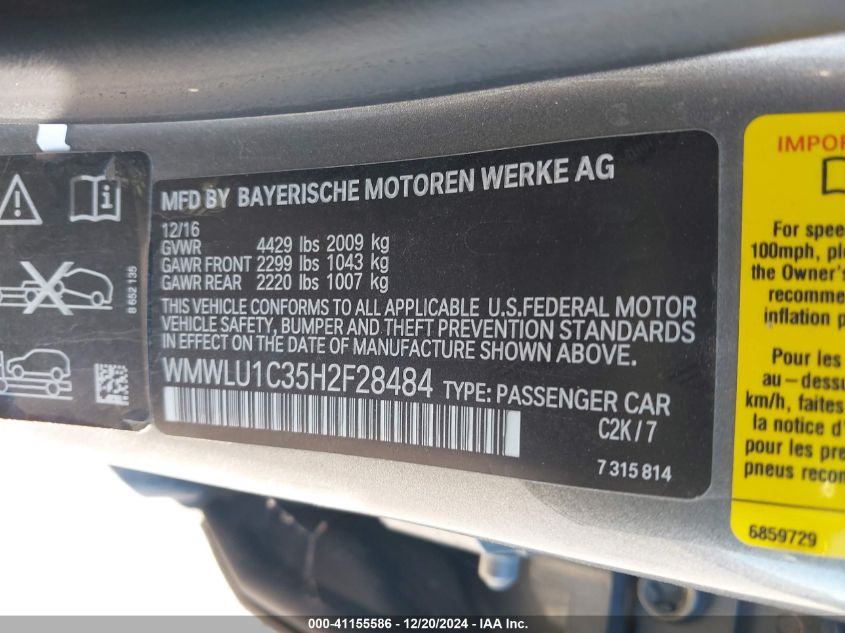 8 652 135
MFD BY BAYERISCHE MOTOREN WERKE AG
12/16
GVWR 4429 lbs 2009 kg
GAWR FRONT 2299 lbs 1043 kg
GAWR REAR 2220 lbs 1007 kg
THIS VEHICLE CONFORMS TO ALL APPLICABLE U.S.FEDERAL MOTOR
VEHICLE SAFETY, BUMPER AND THEFT PREVENTION STANDARDS
IN EFFECT ON THE DATE OF MANUFACTURE SHOWN ABOVE.
WMWLU1C35H2F28484 TYPE: PASSENGER CAR
C2K / 7
7 315 814
IMPOR
For spee
100mph, ple
the Owner's
recomme
inflation p
Pour les
au-dessu
km/h, faites
la notice d'
pour les pre
pneus recon
6859729
000-41155586 - 12/20/2024 - IAA Inc.